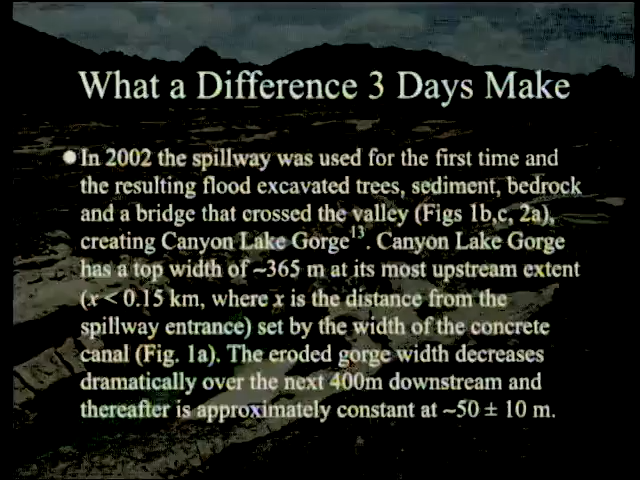 What a Difference 3 Days Make
In 2002 the spillway was used for the first time and
the resulting flood excavated trees, sediment, bedrock
and a bridge that crossed the valley (Figs 1b,c, 2a),
creating Canyon Lake Gorge¹³. Canyon Lake Gorge
has a top width of ~365 m at its most upstream extent
(x < 0.15 km, where x is the distance from the
spillway entrance) set by the width of the concrete
canal (Fig. 1a). The eroded gorge width decreases
dramatically over the next 400m downstream and
thereafter is approximately constant at ~50 ± 10 m.